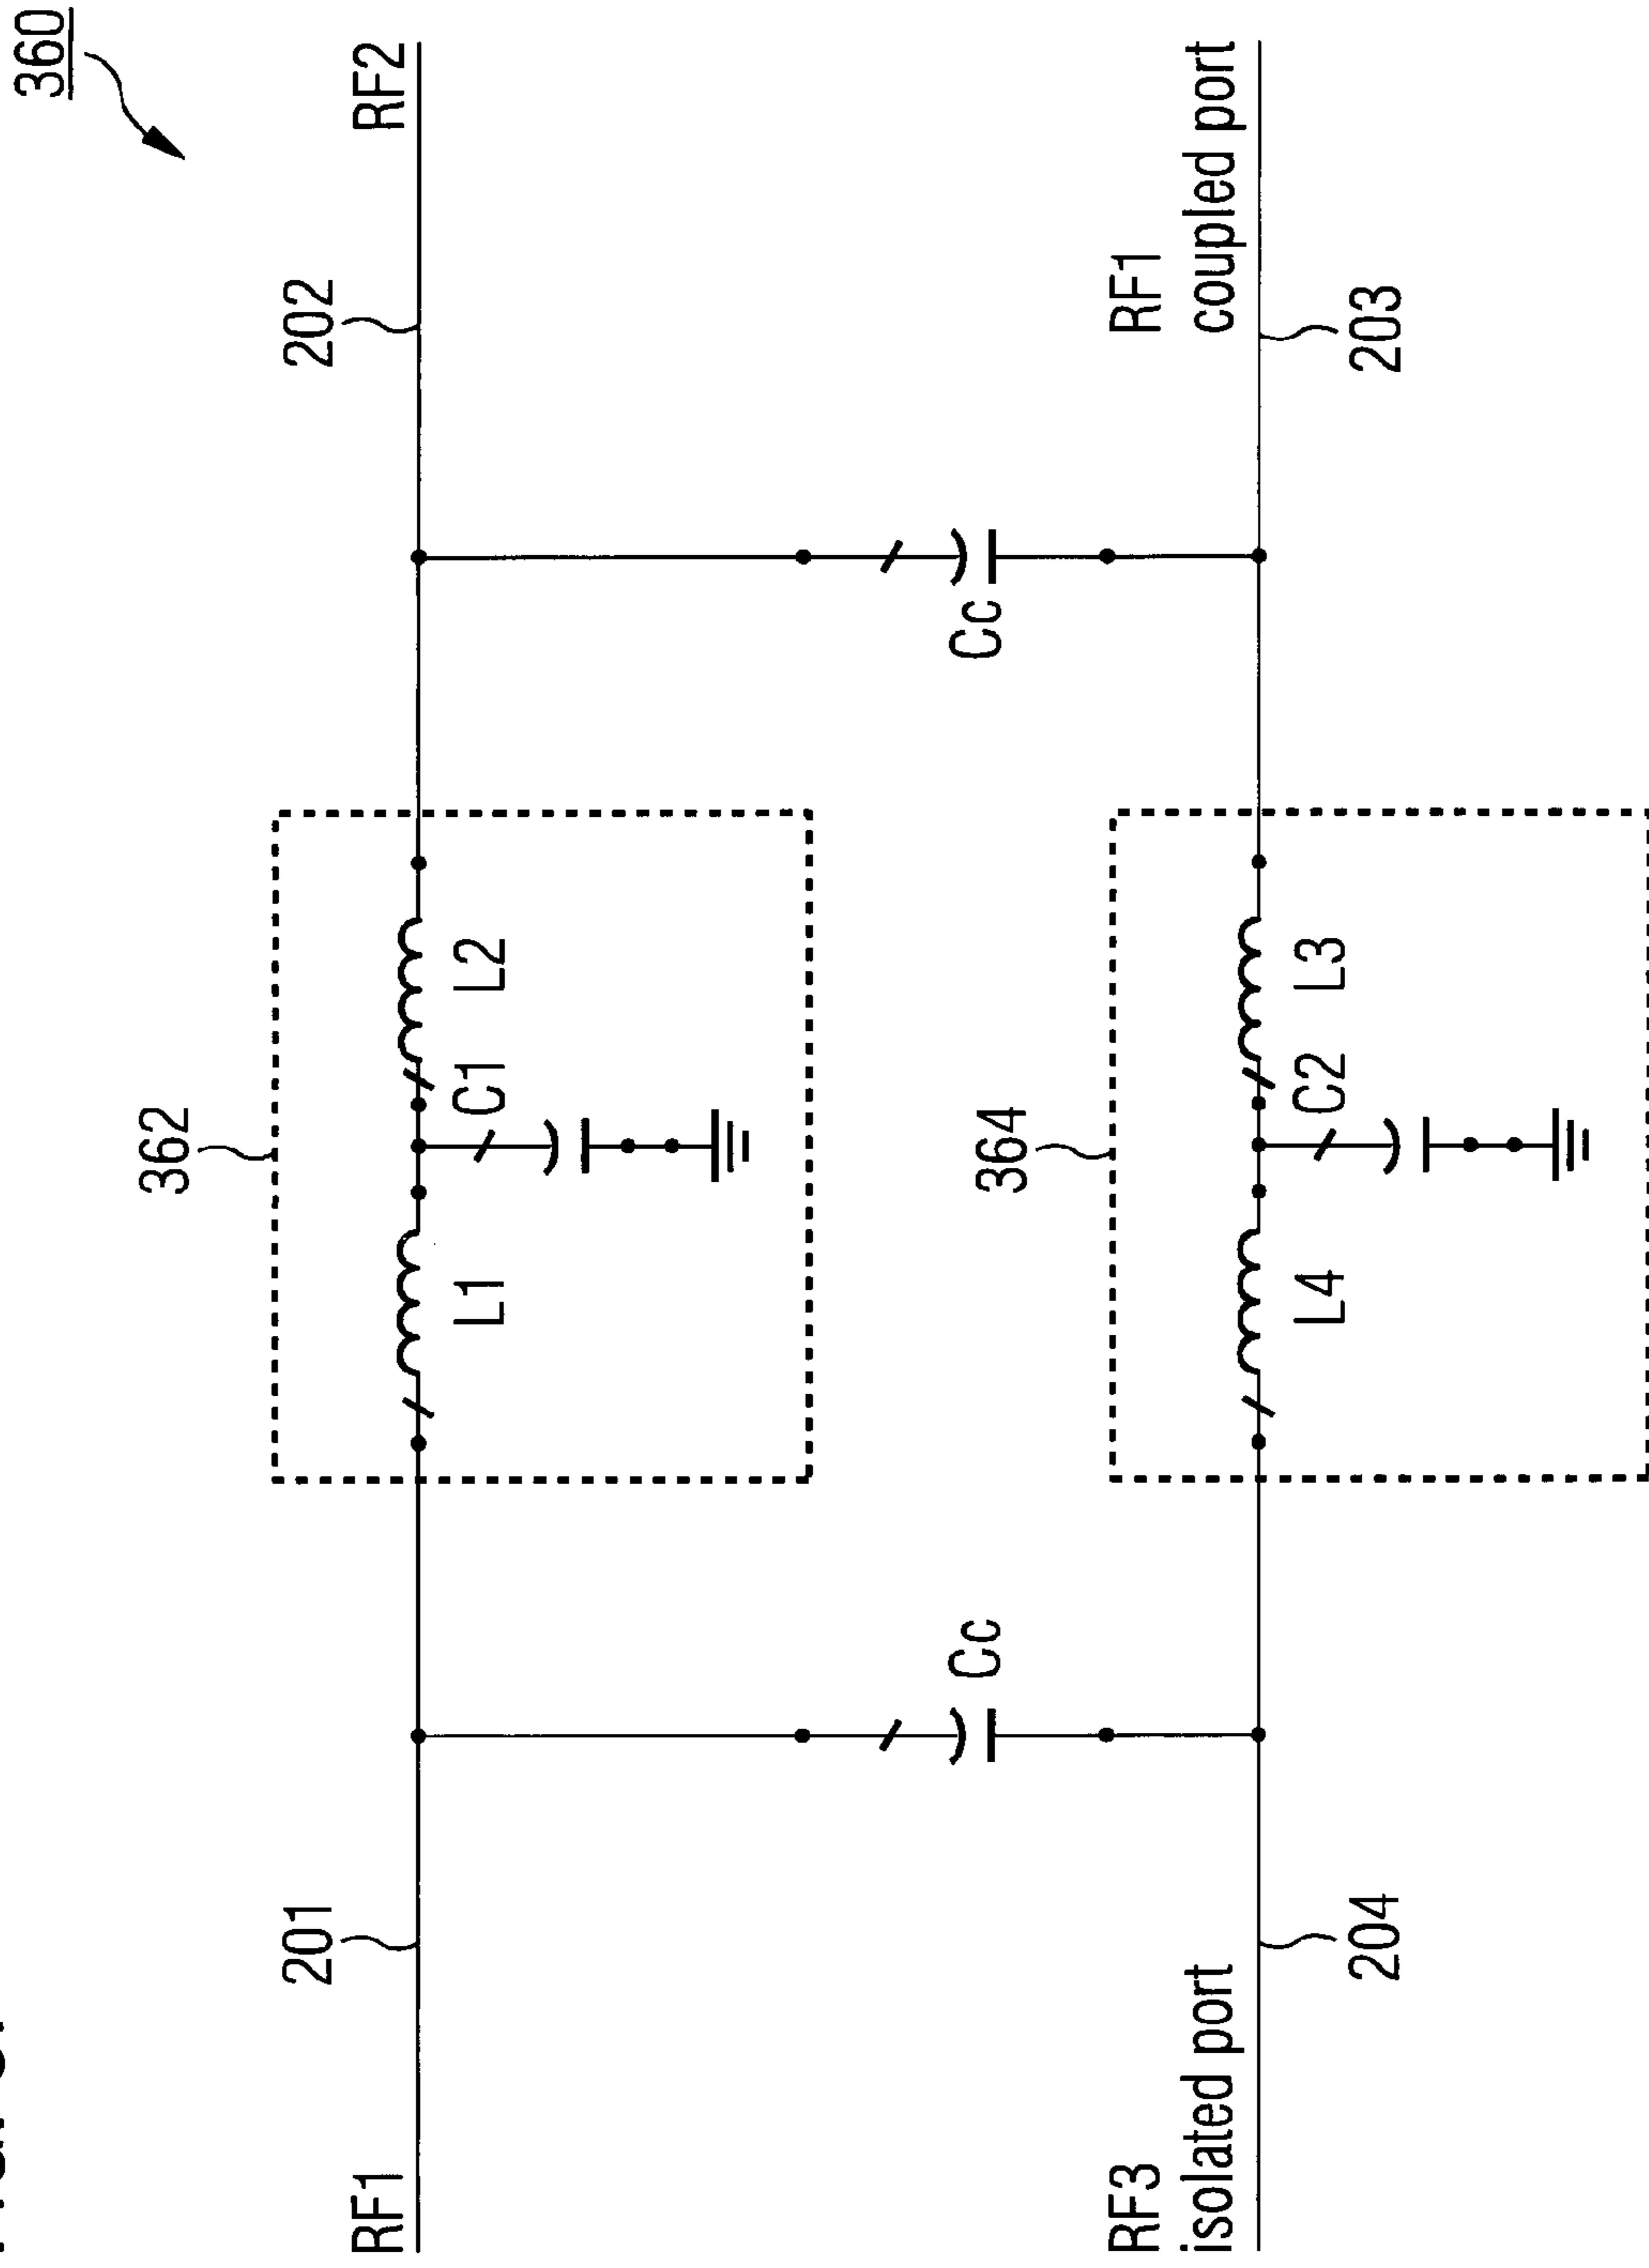 360
362
201
202
RF1
RF2
L1
C1
L2
Cc
Cc
364
RF3
isolated port
RF1
coupled port
L4
C2
L3
204
203